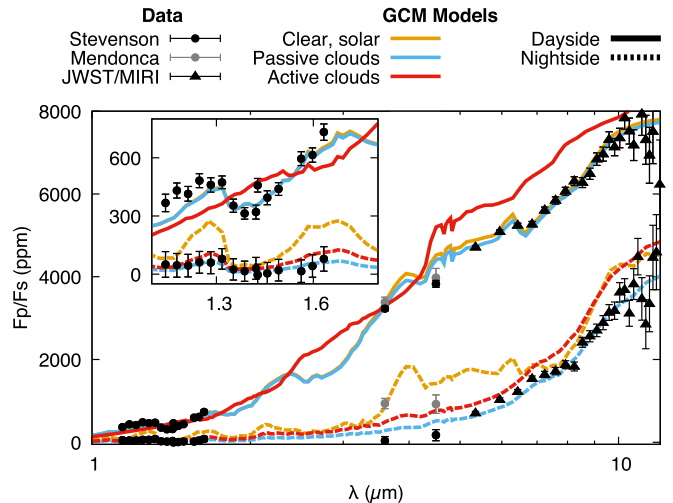 Data GCM Models
Stevenson Clear, solar Dayside
Mendonca Passive clouds Nightside
JWST/MIRI Active clouds
8000
6000
4000
2000
0
Fp/Fs (ppm)
600
300
0
1.3 1.6
1 10
λ (µm)